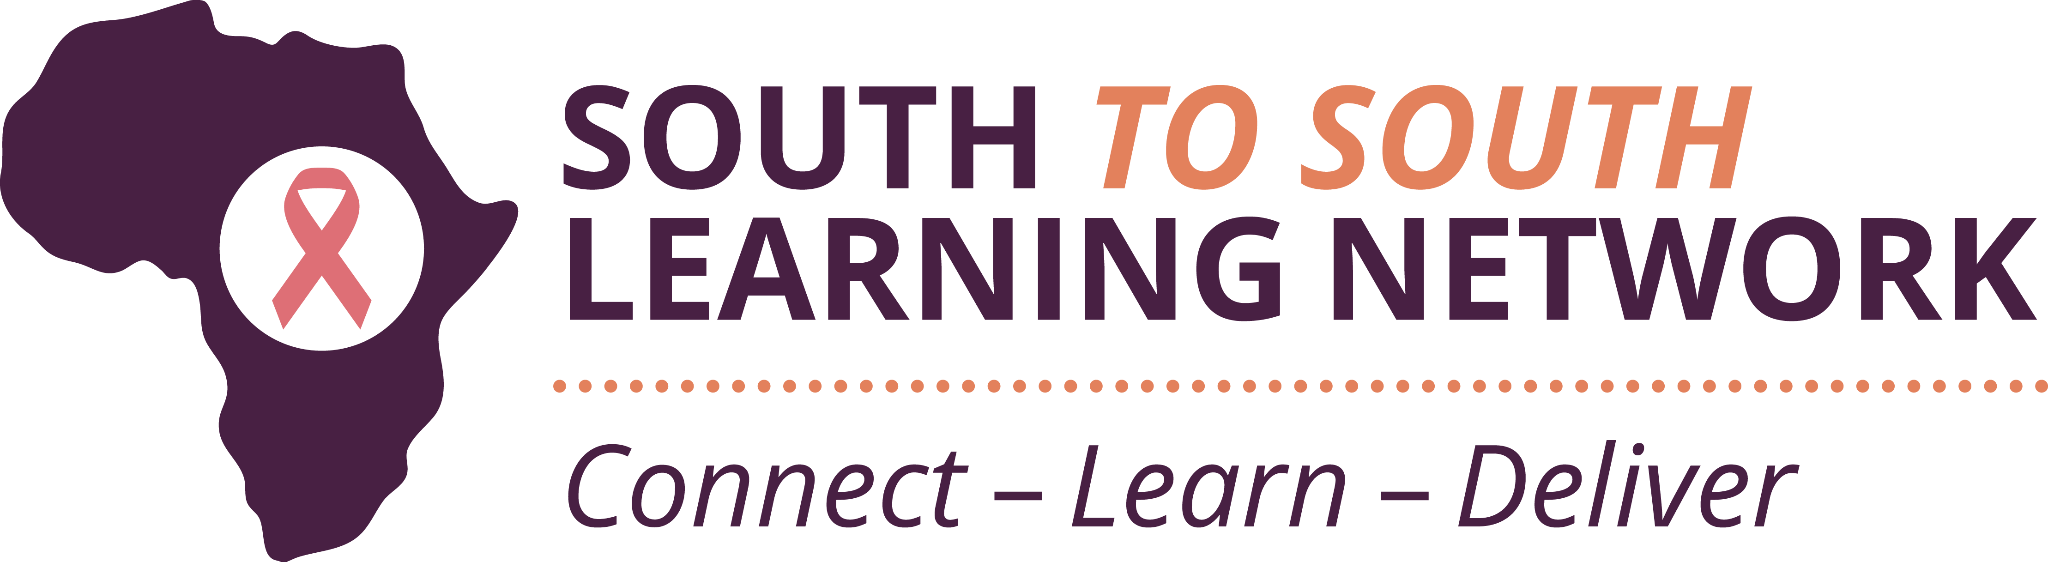 SOUTH TO SOUTH
LEARNING NETWORK
Connect – Learn – Deliver